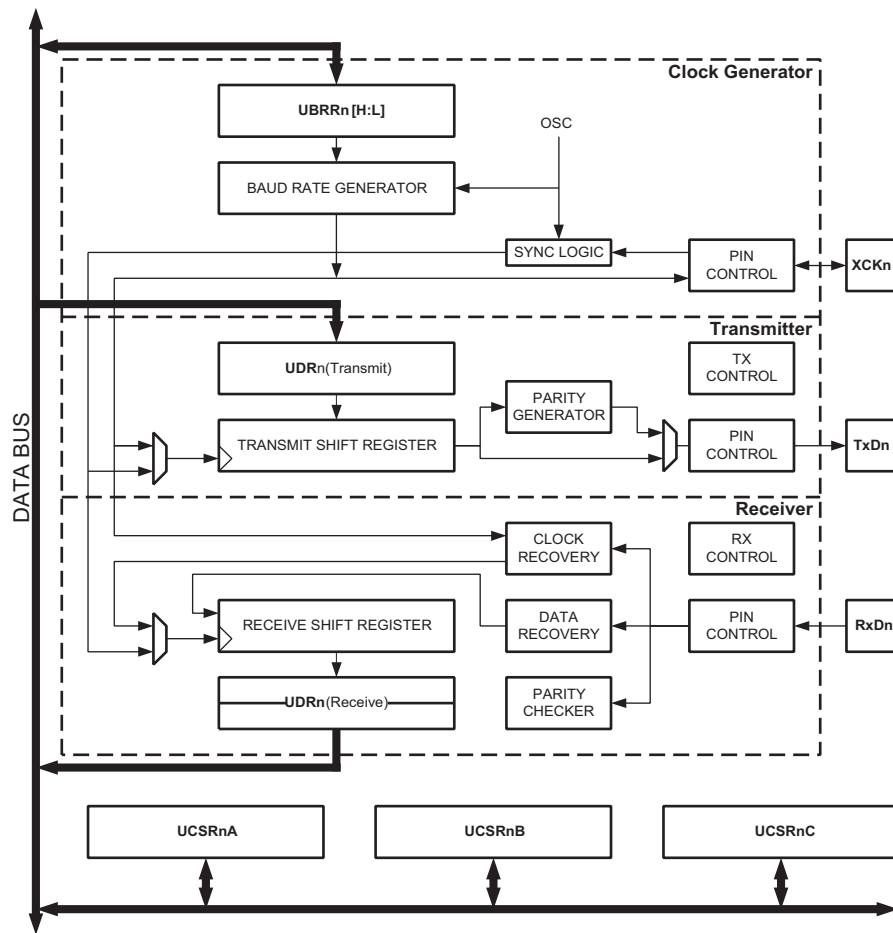 Clock Generator
UBRRn [H:L]
OSC
BAUD RATE GENERATOR
SYNC LOGIC
PIN
CONTROL
XCKn
Transmitter
UDRn(Transmit)
TX
CONTROL
PARITY
GENERATOR
TRANSMIT SHIFT REGISTER
PIN
CONTROL
TxDn
DATA BUS
Receiver
CLOCK
RECOVERY
RX
CONTROL
RECEIVE SHIFT REGISTER
DATA
RECOVERY
PIN
CONTROL
RxDn
UDRn(Receive)
PARITY
CHECKER
UCSRnA
UCSRnB
UCSRnC